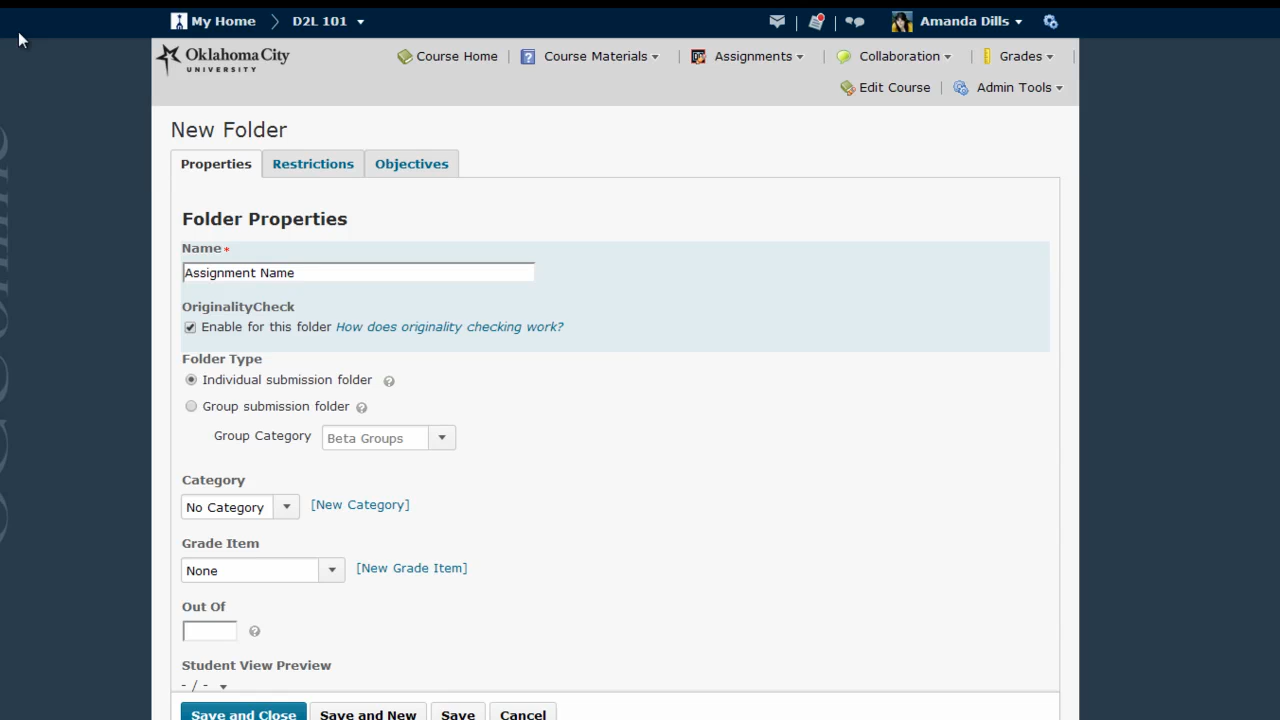 My Home D2L 101 Amanda Dills
Oklahoma City
UNIVERSITY
Course Home Course Materials Assignments Collaboration Grades
Edit Course Admin Tools
New Folder
Properties Restrictions Objectives
Folder Properties
Name *
Assignment Name
OriginalityCheck
Enable for this folder How does originality checking work?
Folder Type
Individual submission folder ?
Group submission folder ?
Group Category Beta Groups
Category
No Category [New Category]
Grade Item
None [New Grade Item]
Out Of
?
Student View Preview
- / -
Save and Close Save and New Save Cancel